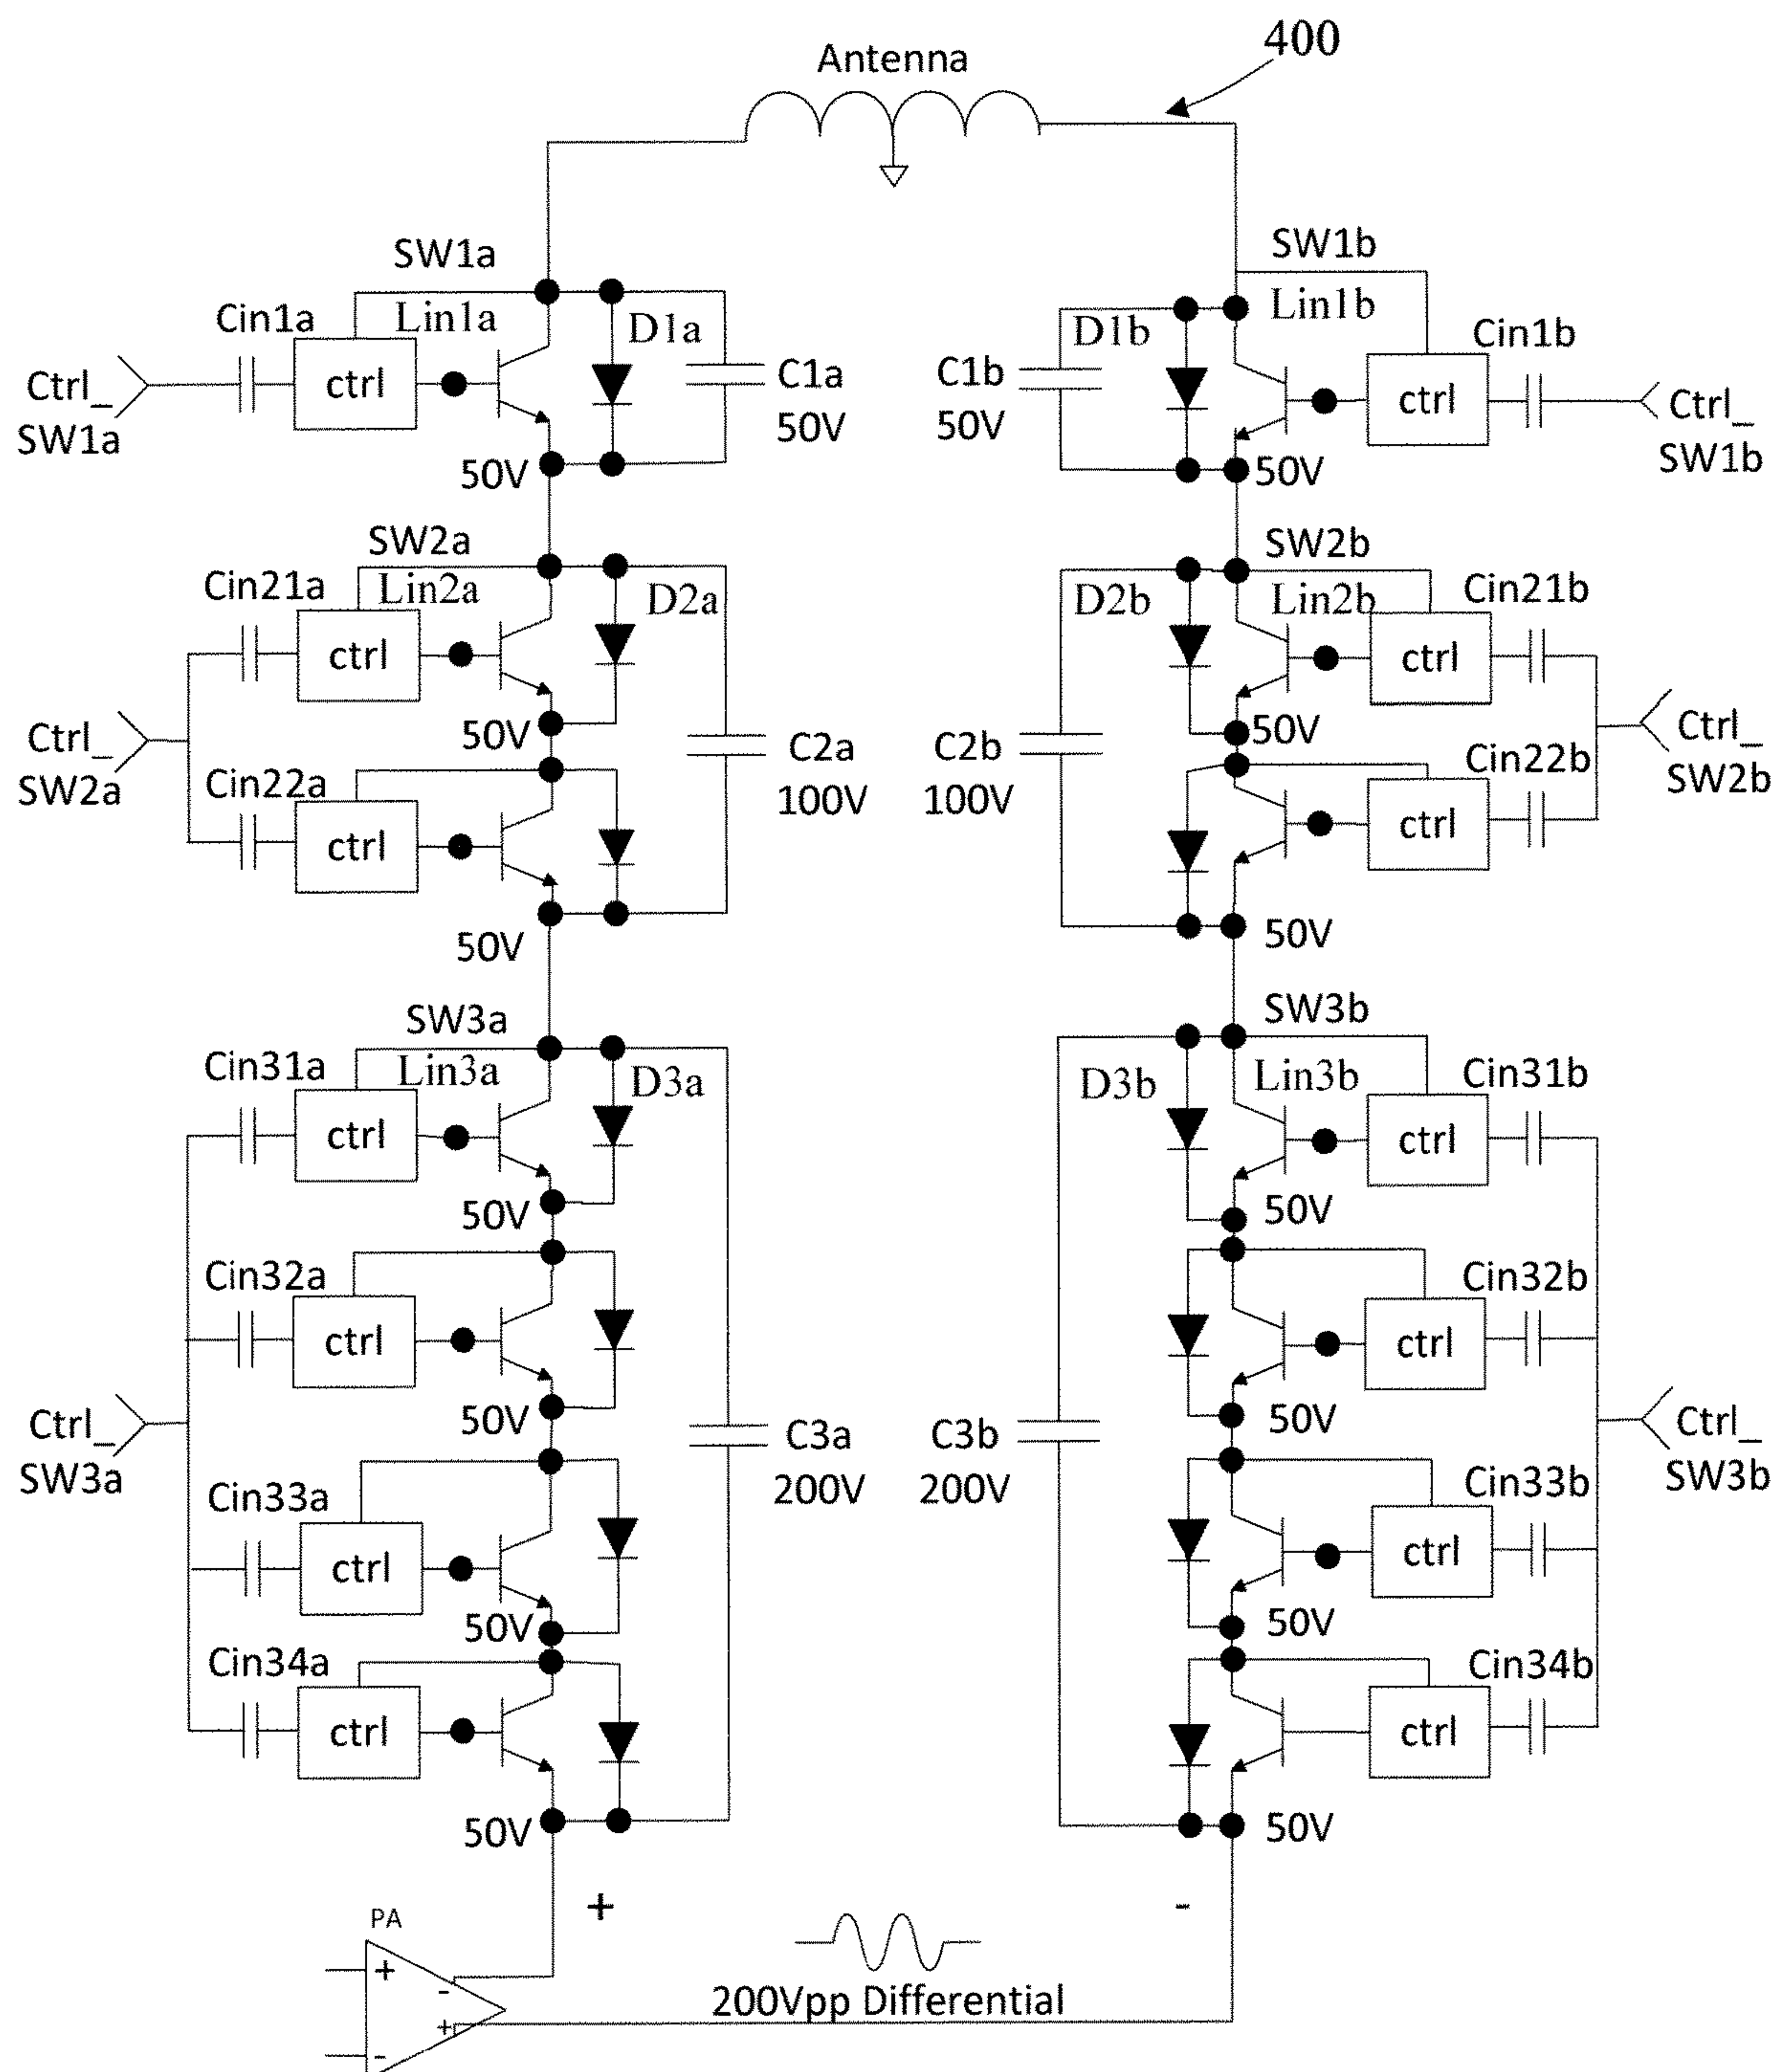 400
Antenna
SW1a
SW1b
Cin1a
Lin1a
D1a
D1b
Lin1b
Cin1b
Ctrl_
SW1a
ctrl
C1a
50V
C1b
50V
ctrl
Ctrl_
SW1b
50V
50V
SW2a
SW2b
Cin21a
Lin2a
D2a
D2b
Lin2b
Cin21b
ctrl
ctrl
Ctrl_
SW2a
50V
C2a
100V
C2b
100V
50V
Ctrl_
SW2b
Cin22a
Cin22b
ctrl
ctrl
50V
50V
SW3a
SW3b
Cin31a
Lin3a
D3a
D3b
Lin3b
Cin31b
ctrl
ctrl
50V
50V
Cin32a
Cin32b
ctrl
ctrl
Ctrl_
SW3a
50V
C3a
200V
C3b
200V
50V
Ctrl_
SW3b
Cin33a
Cin33b
ctrl
ctrl
50V
50V
Cin34a
Cin34b
ctrl
ctrl
50V
50V
+
-
PA
+
-
200Vpp Differential
+
-